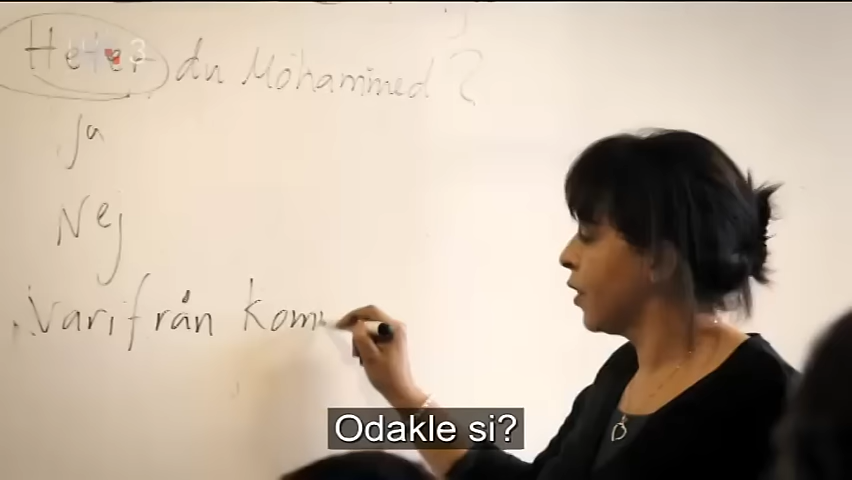 Heter du Mohammed?
Ja
Nej
Varifrån kom
Odakle si?